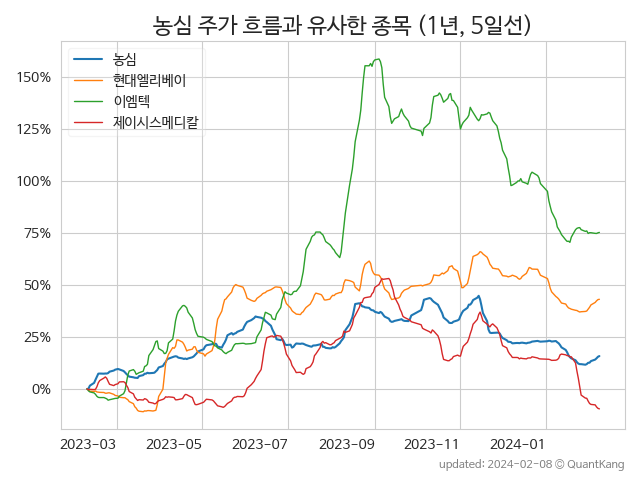 농심 주가 흐름과 유사한 종목 (1년, 5일선)
농심
현대엘리베이
이엠텍
제이시스메디칼
150%
125%
100%
75%
50%
25%
0%
2023-03 2023-05 2023-07 2023-09 2023-11 2024-01
updated: 2024-02-08 © QuantKang